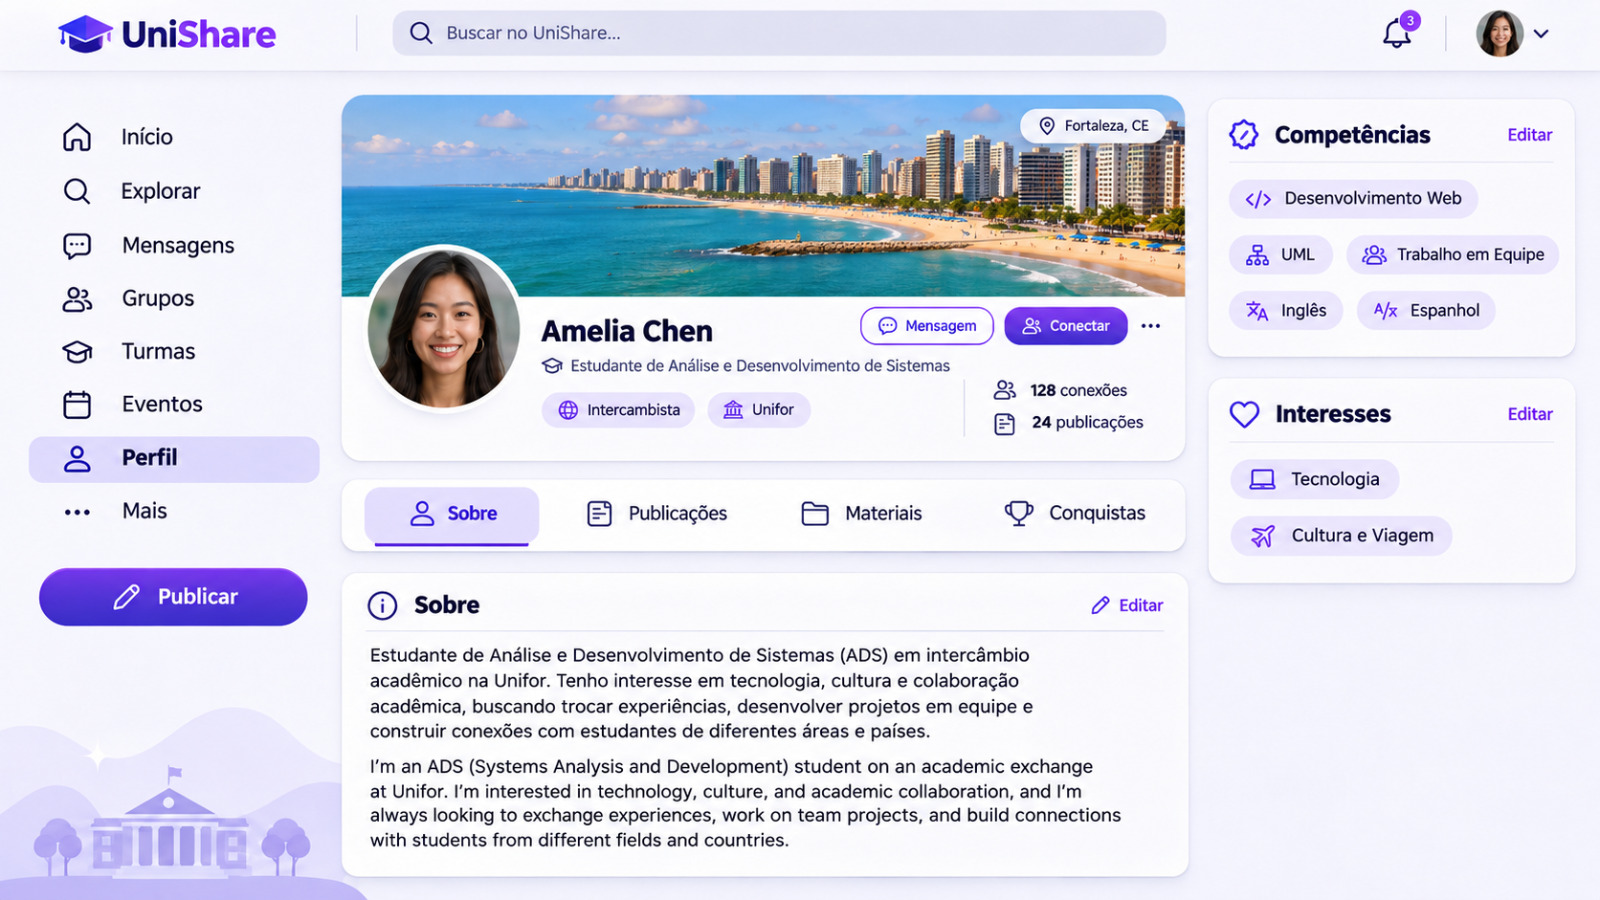 UniShare
Buscar no UniShare...
3
Início
Explorar
Mensagens
Grupos
Turmas
Eventos
Perfil
Mais
Publicar
Fortaleza, CE
Amelia Chen
Mensagem
Conectar
Estudante de Análise e Desenvolvimento de Sistemas
Intercambista
Unifor
128 conexões
24 publicações
Sobre
Publicações
Materiais
Conquistas
Sobre
Editar
Estudante de Análise e Desenvolvimento de Sistemas (ADS) em intercâmbio
acadêmico na Unifor. Tenho interesse em tecnologia, cultura e colaboração
acadêmica, buscando trocar experiências, desenvolver projetos em equipe e
construir conexões com estudantes de diferentes áreas e países.
I’m an ADS (Systems Analysis and Development) student on an academic exchange
at Unifor. I’m interested in technology, culture, and academic collaboration, and I’m
always looking to exchange experiences, work on team projects, and build connections
with students from different fields and countries.
Competências
Editar
Desenvolvimento Web
UML
Trabalho em Equipe
Inglês
Espanhol
Interesses
Editar
Tecnologia
Cultura e Viagem